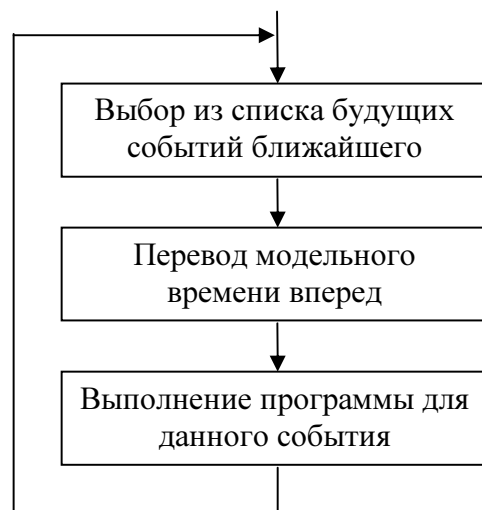 Выбор из списка будущих
событий ближайшего
Перевод модельного
времени вперед
Выполнение программы для
данного события